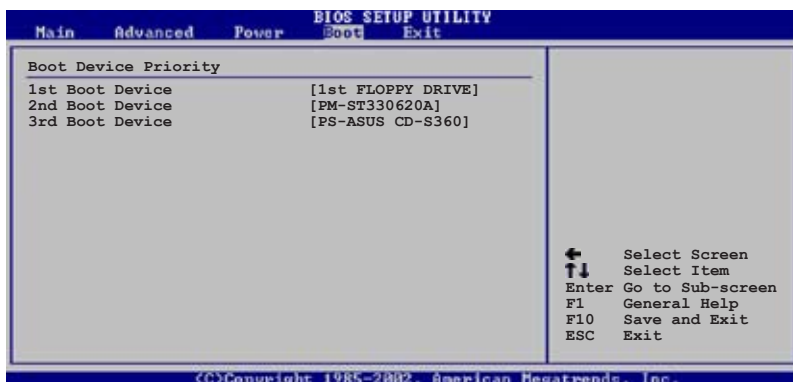 BIOS SETUP UTILITY
Main Advanced Power Boot Exit
Boot Device Priority
1st Boot Device [1st FLOPPY DRIVE]
2nd Boot Device [PM-ST330620A]
3rd Boot Device [PS-ASUS CD-S360]
← Select Screen
↑↓ Select Item
Enter Go to Sub-screen
F1 General Help
F10 Save and Exit
ESC Exit
(C)Copyright 1985-2002, American Megatrends, Inc.